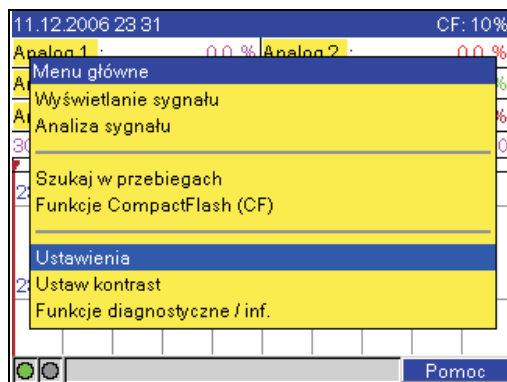 11.12.2006 23 31 CF: 10%
Analog 1 : 0.0 % Analog 2 : 0.0 %
Menu główne
Wyświetlanie sygnału
Analiza sygnału
Szukaj w przebiegach
Funkcje CompactFlash (CF)
Ustawienia
Ustaw kontrast
Funkcje diagnostyczne / inf.
Pomoc